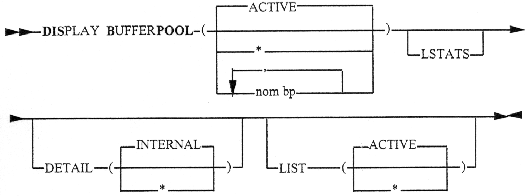 ACTIVE
DISPLAY BUFFERPOOL ( * )
,
nom bp
LSTATS
INTERNAL
DETAIL ( * )
ACTIVE
LIST ( * )